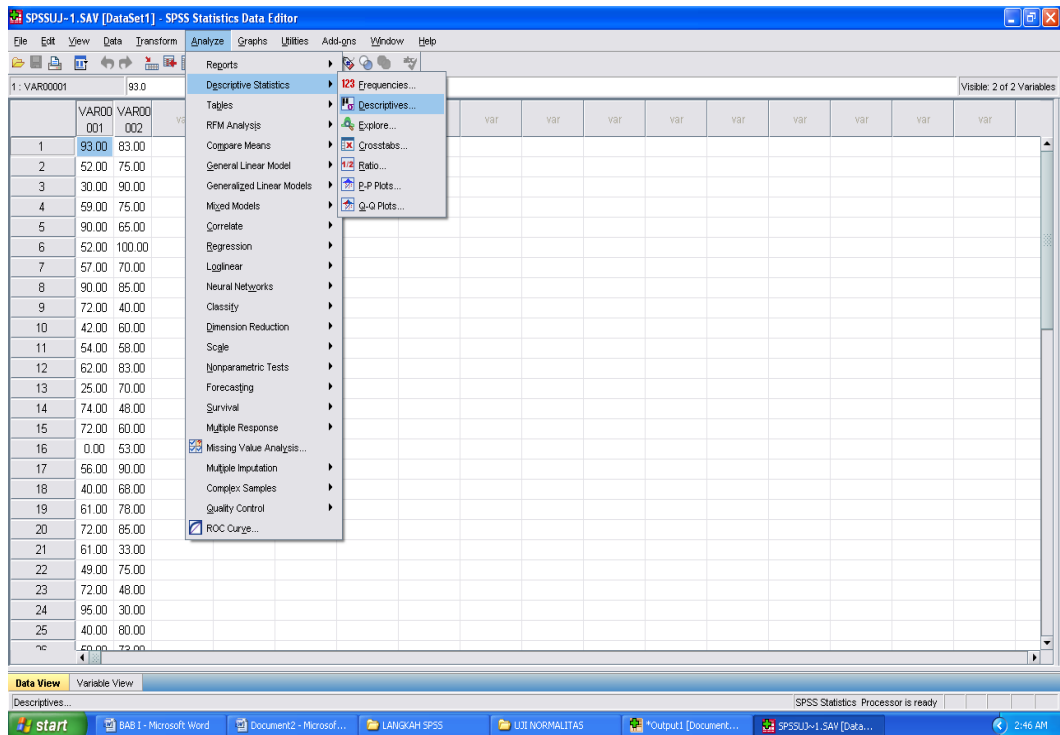 SPSSUJ~1.SAV [DataSet1] - SPSS Statistics Data Editor
File Edit View Data Transform Analyze Graphs Utilities Add-ons Window Help
1 : VAR00001 93.0 Visible: 2 of 2 Variables
VAR00001 VAR00002 var var var var var var var var var
1 93.00 83.00
2 52.00 75.00
3 30.00 90.00
4 59.00 75.00
5 90.00 65.00
6 52.00 100.00
7 57.00 70.00
8 90.00 85.00
9 72.00 40.00
10 42.00 60.00
11 54.00 58.00
12 62.00 83.00
13 25.00 70.00
14 74.00 48.00
15 72.00 60.00
16 0.00 53.00
17 56.00 90.00
18 40.00 68.00
19 61.00 78.00
20 72.00 85.00
21 61.00 33.00
22 49.00 75.00
23 72.00 48.00
24 95.00 30.00
25 40.00 80.00
Reports
Descriptive Statistics
Tables
RFM Analysis
Compare Means
General Linear Model
Generalized Linear Models
Mixed Models
Correlate
Regression
Loglinear
Neural Networks
Classify
Dimension Reduction
Scale
Nonparametric Tests
Forecasting
Survival
Multiple Response
Missing Value Analysis...
Multiple Imputation
Complex Samples
Quality Control
ROC Curve...
123 Frequencies...
Descriptives...
Explore...
Crosstabs...
1/2 Ratio...
P-P Plots...
Q-Q Plots...
Data View Variable View
Descriptives... SPSS Statistics Processor is ready
start BAB I - Microsoft Word Document2 - Microsof... LANGKAH SPSS UJI NORMALITAS *Output1 [Document... SPSSUJ~1.SAV [Data... 2:46 AM